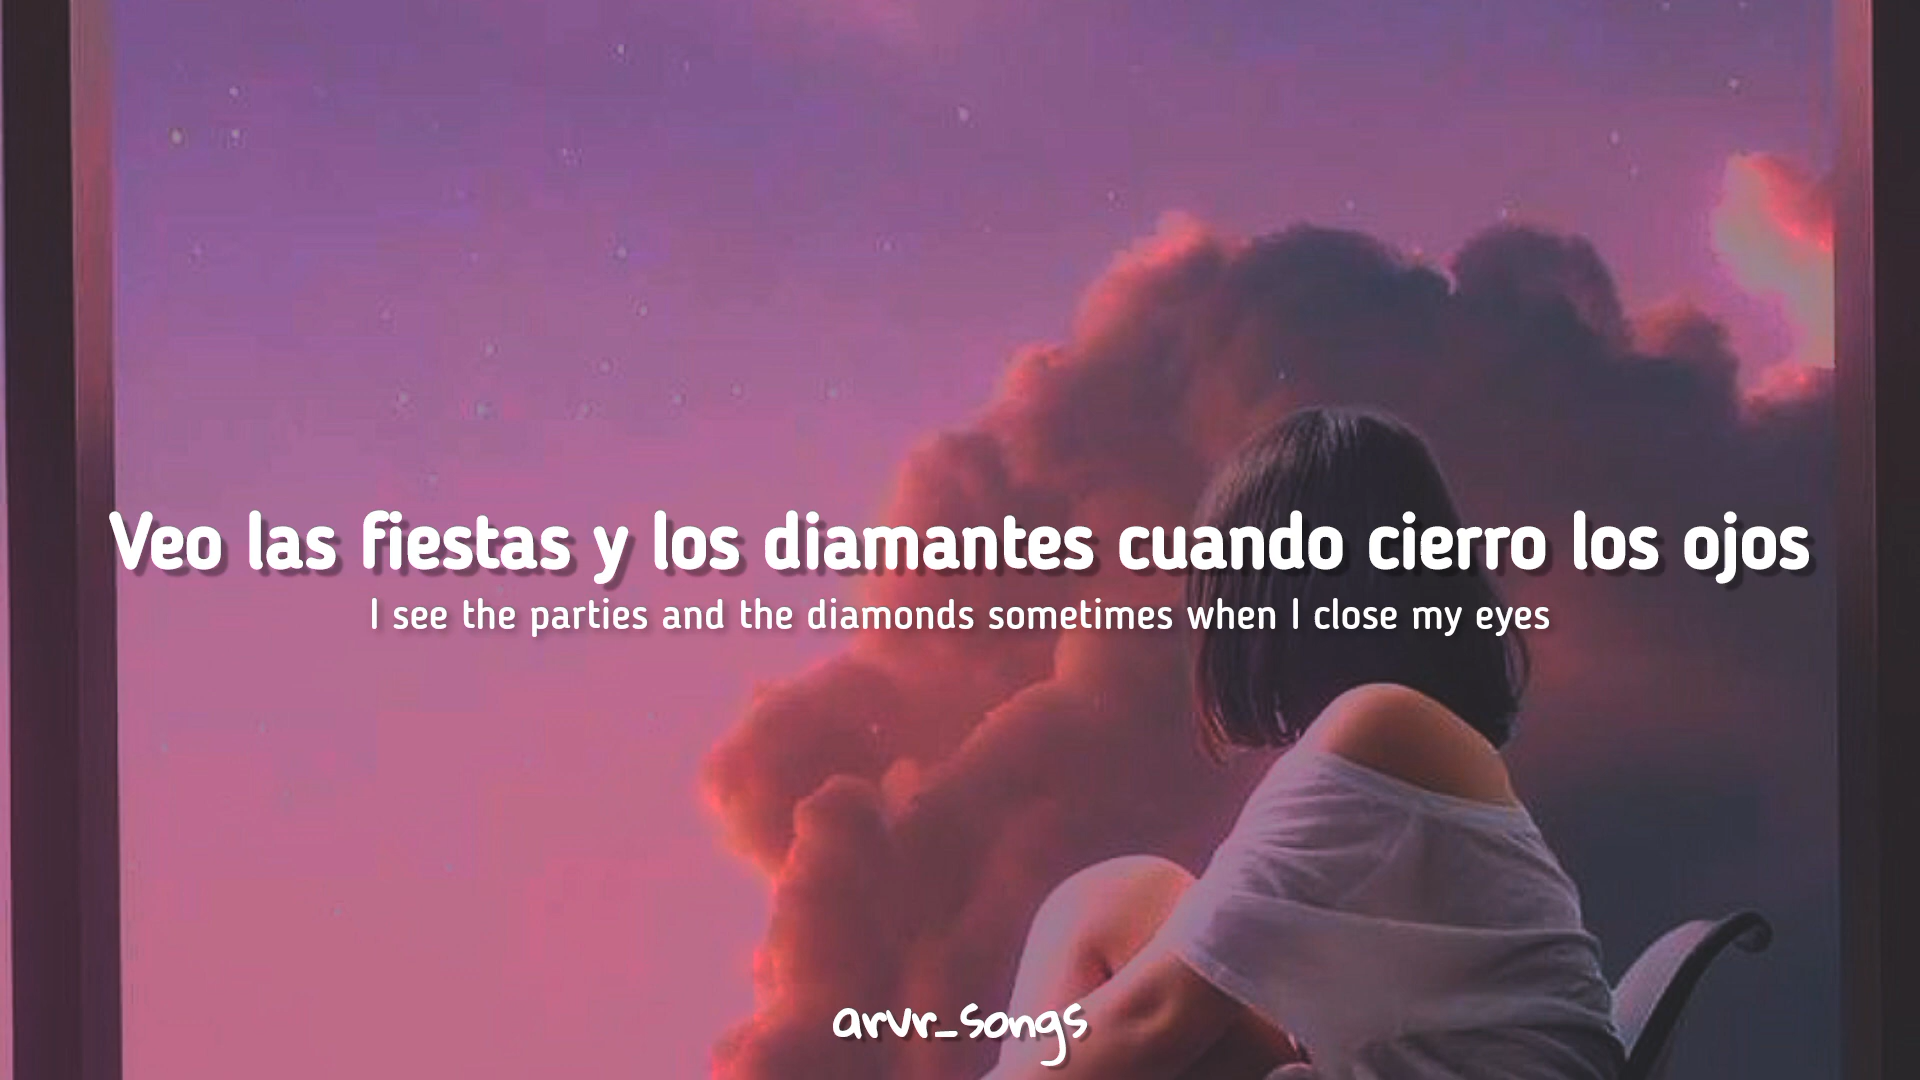 Veo las fiestas y los diamantes cuando cierro los ojos
I see the parties and the diamonds sometimes when I close my eyes
arvr_songs